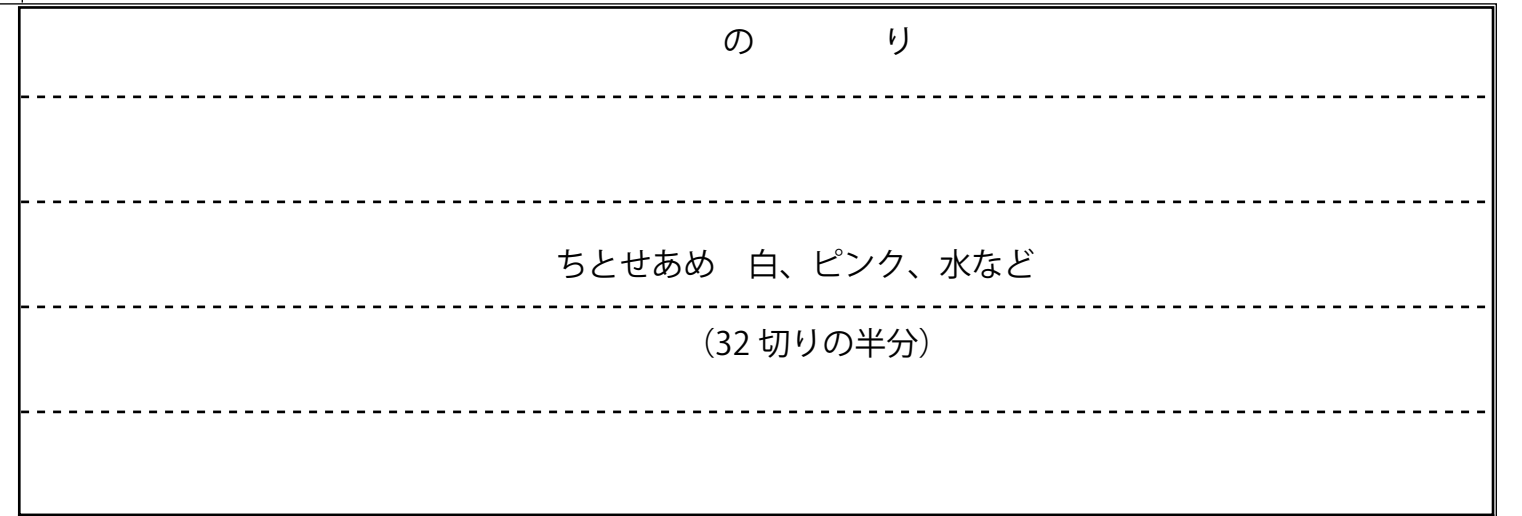 のり
ちとせあめ　白、ピンク、水など
（32 切りの半分）